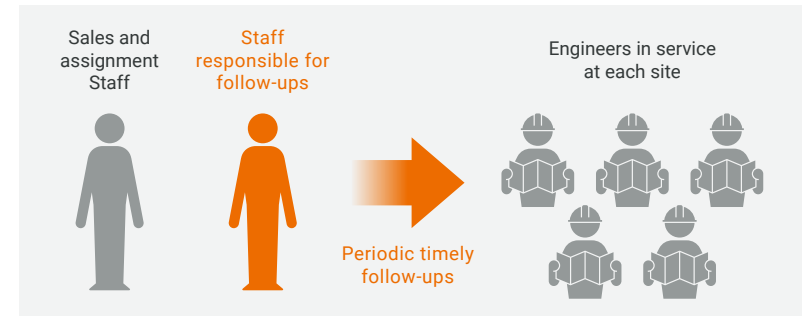 Sales and
assignment
Staff
Staff
responsible for
follow-ups
Periodic timely
follow-ups
Engineers in service
at each site